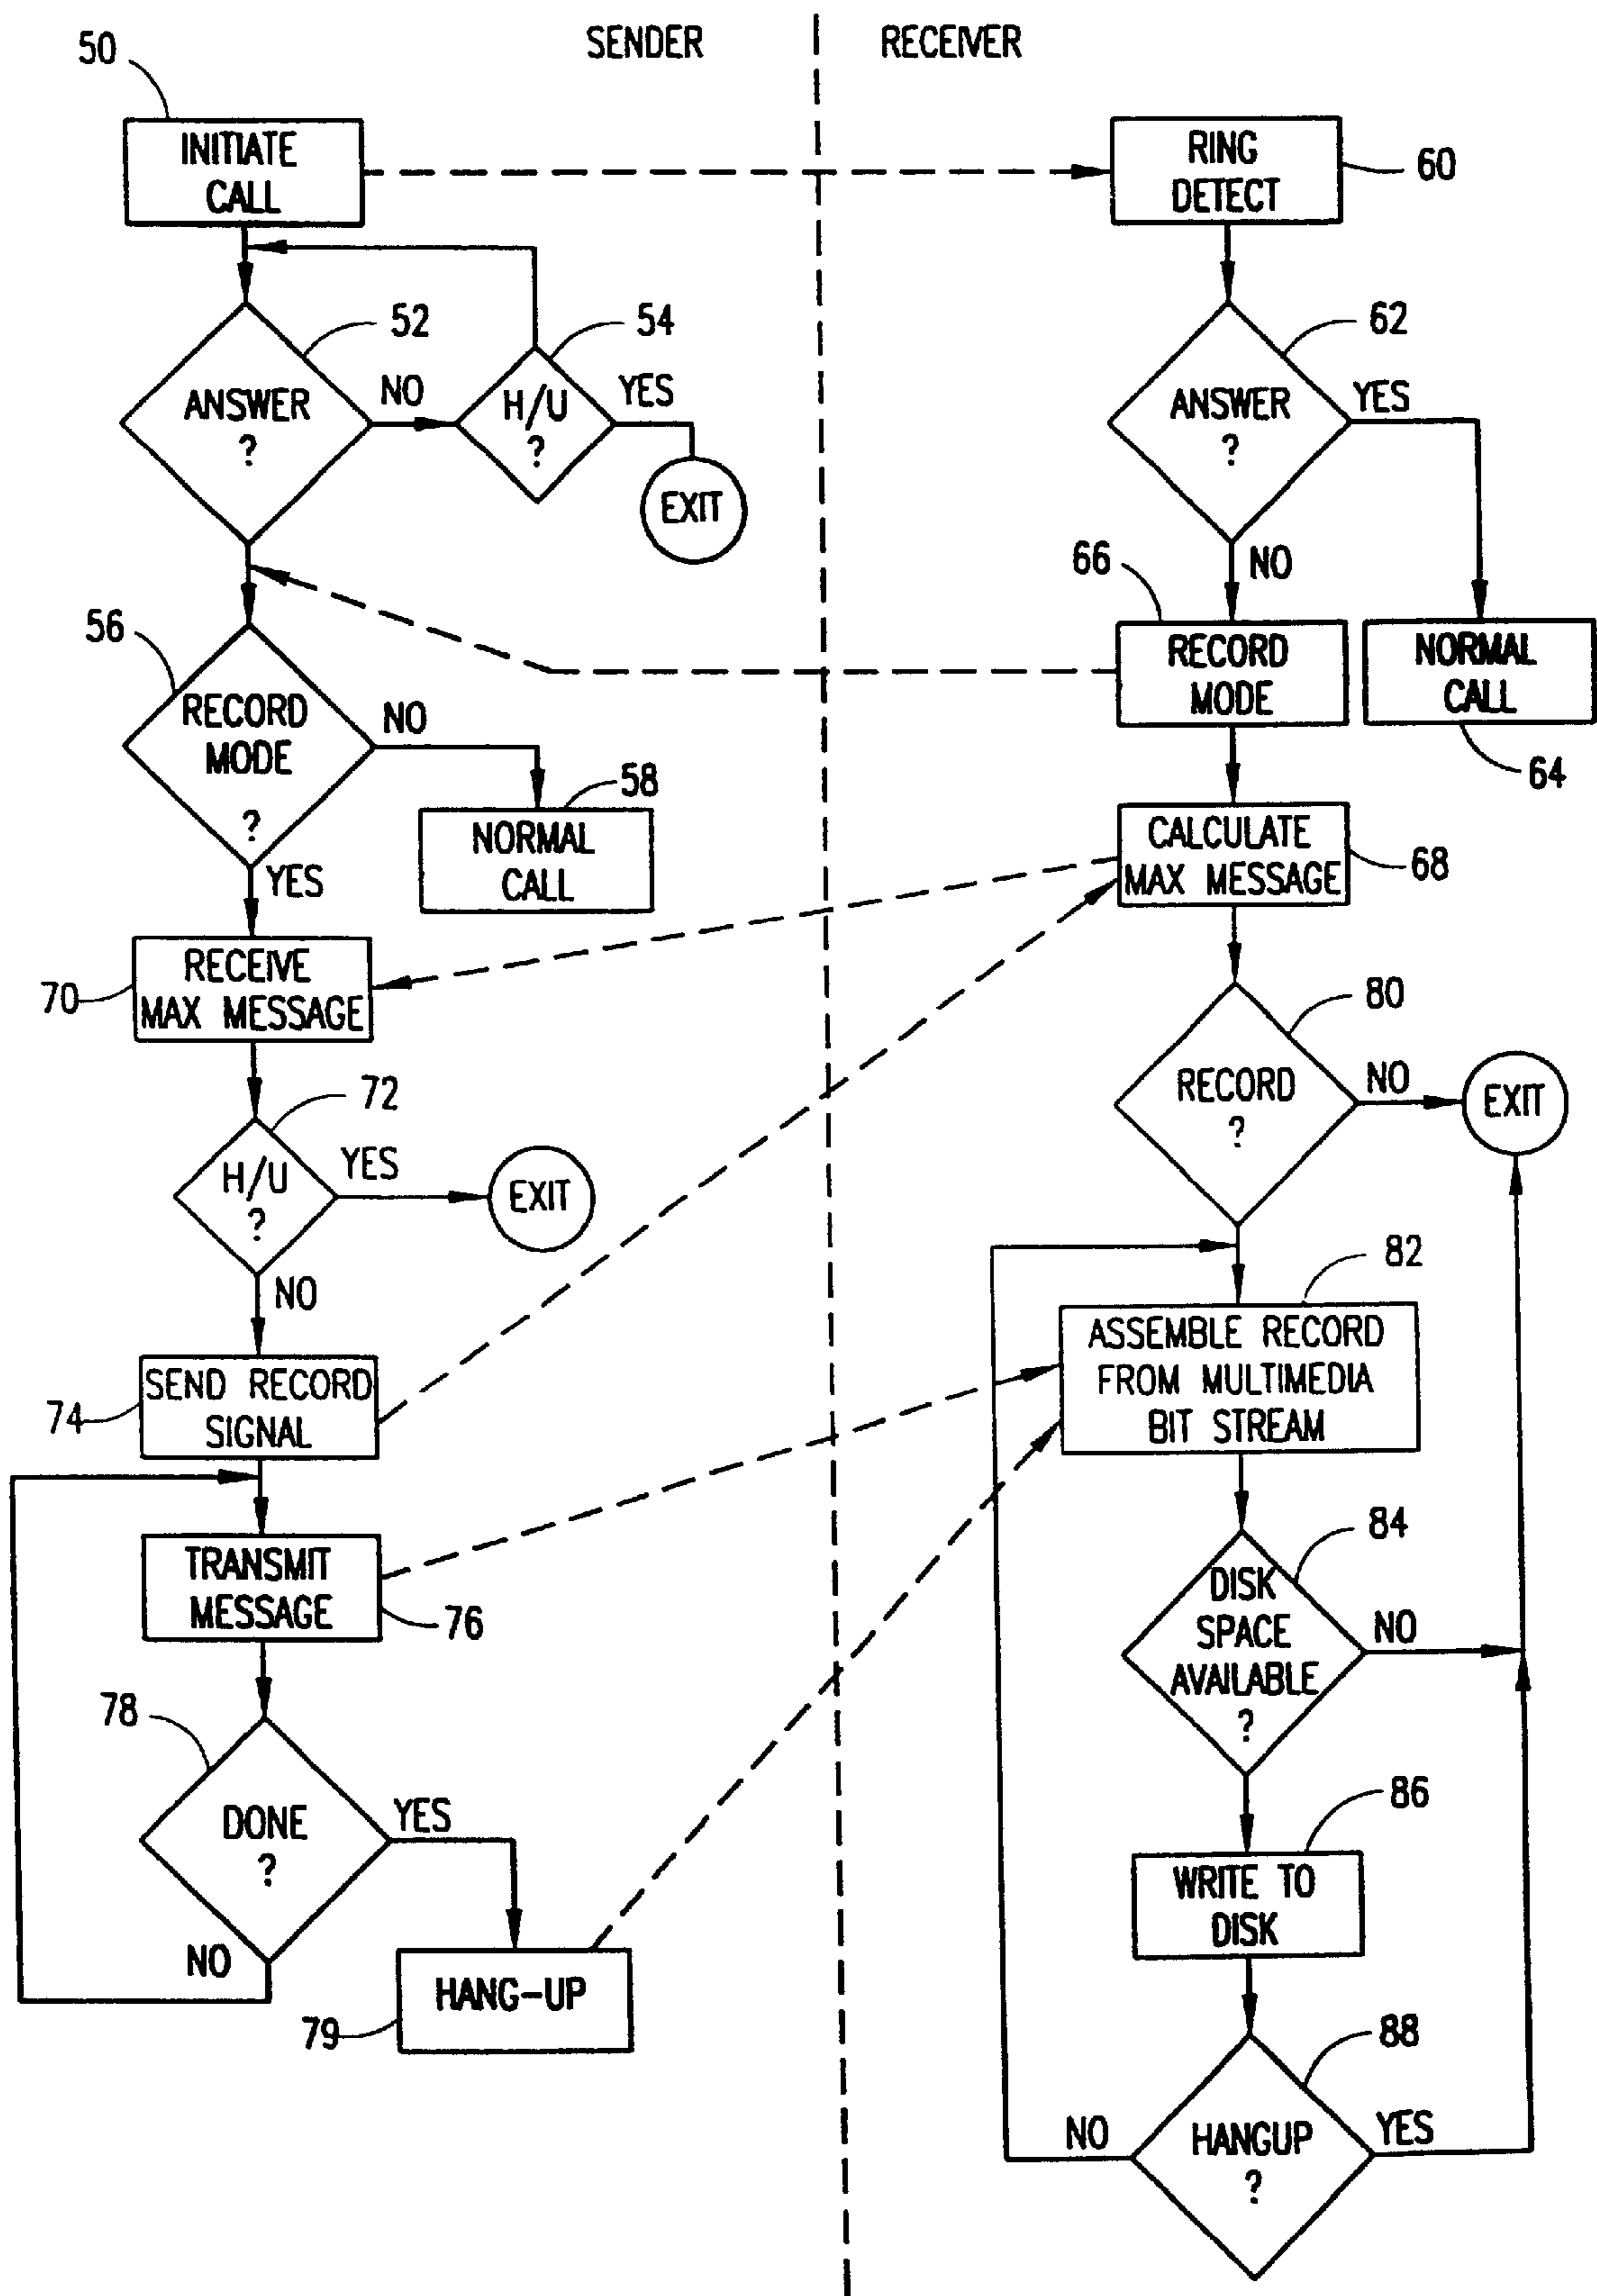 SENDER
RECEIVER
50
INITIATE
CALL
RING
DETECT
60
52
ANSWER
?
NO
54
H/U
?
YES
EXIT
62
ANSWER
?
YES
NO
66
RECORD
MODE
NORMAL
CALL
64
56
RECORD
MODE
?
NO
58
NORMAL
CALL
YES
CALCULATE
MAX MESSAGE
68
70
RECEIVE
MAX MESSAGE
80
RECORD
?
NO
EXIT
72
H/U
?
YES
EXIT
NO
82
ASSEMBLE RECORD
FROM MULTIMEDIA
BIT STREAM
74
SEND RECORD
SIGNAL
84
DISK
SPACE
AVAILABLE
?
NO
TRANSMIT
MESSAGE
76
78
DONE
?
YES
NO
86
WRITE TO
DISK
HANG-UP
79
88
HANGUP
?
NO
YES